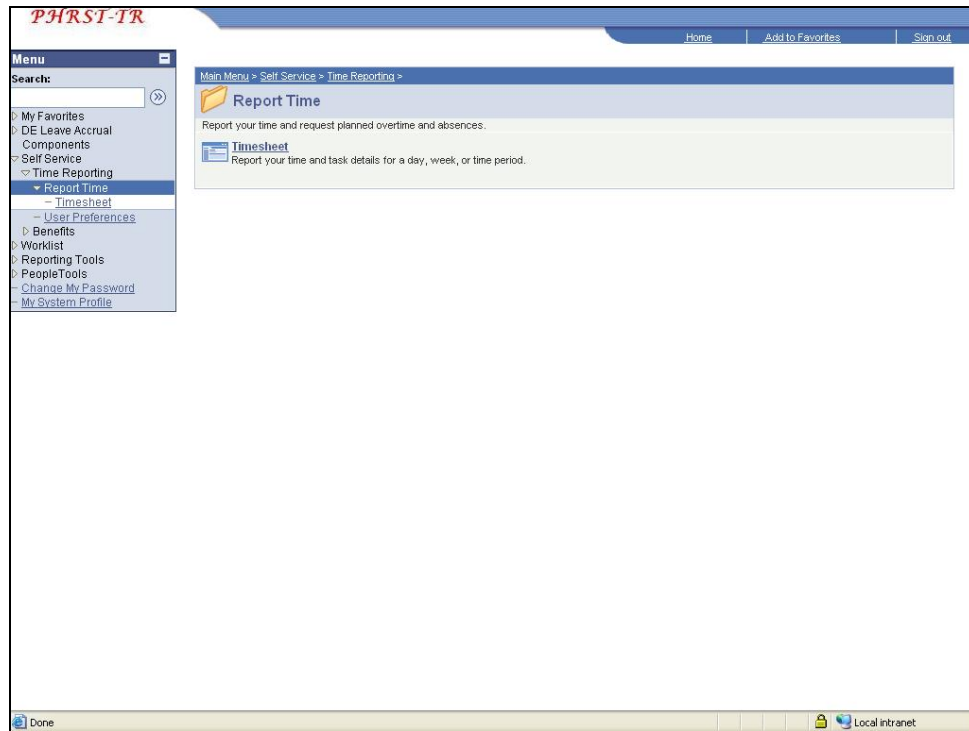 PHRST-TR
Home
Add to Favorites
Sign out
Menu
Search:
My Favorites
DE Leave Accrual
Components
Self Service
Time Reporting
Report Time
Timesheet
User Preferences
Benefits
Worklist
Reporting Tools
PeopleTools
Change My Password
My System Profile
Main Menu > Self Service > Time Reporting >
Report Time
Report your time and request planned overtime and absences.
Timesheet
Report your time and task details for a day, week, or time period.
Done
Local intranet